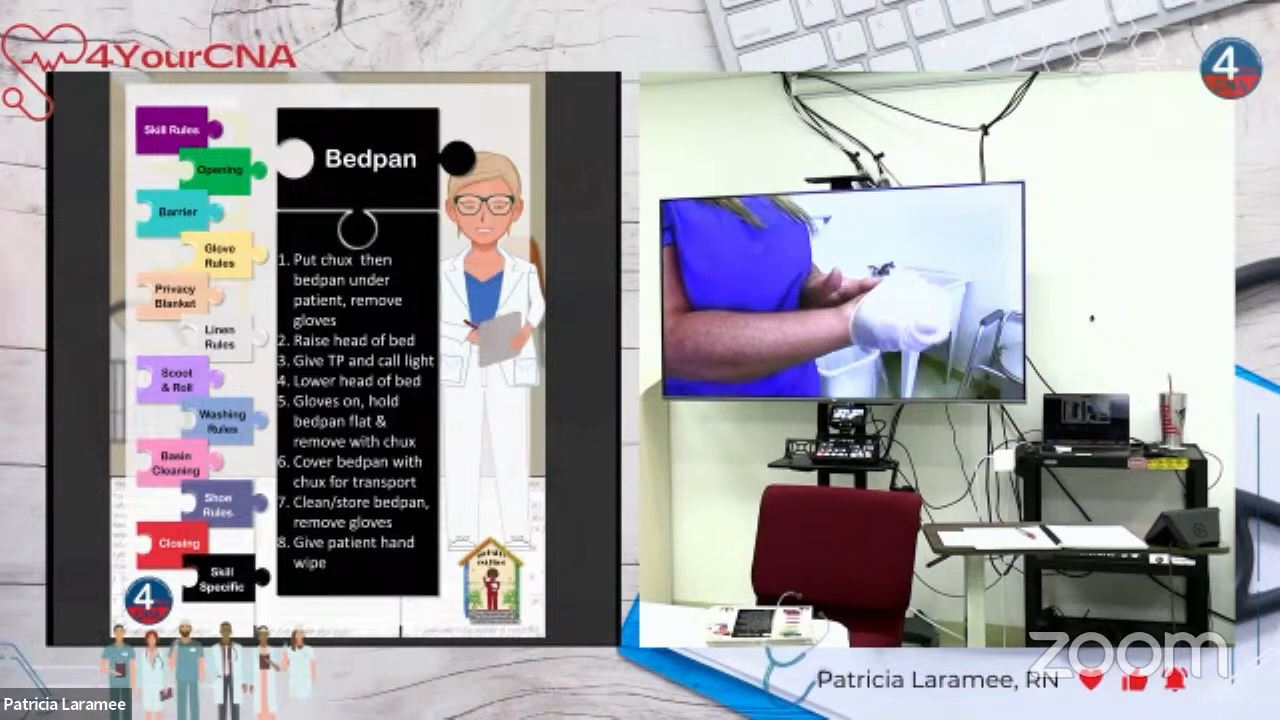 4YourCNA
4
Skill Rules
Opening
Barrier
Glove
Rules
Privacy
Blanket
Linen
Rules
Scoot
& Roll
Washing
Rules
Basin
Cleaning
Shoe
Rules
Closing
Skill
Specific
4
Bedpan
1. Put chux then
bedpan under
patient, remove
gloves
2. Raise head of bed
3. Give TP and call light
4. Lower head of bed
5. Gloves on, hold
bedpan flat &
remove with chux
6. Cover bedpan with
chux for transport
7. Clean/store bedpan,
remove gloves
8. Give patient hand
wipe
zoom
Patricia Laramee, RN
Patricia Laramee